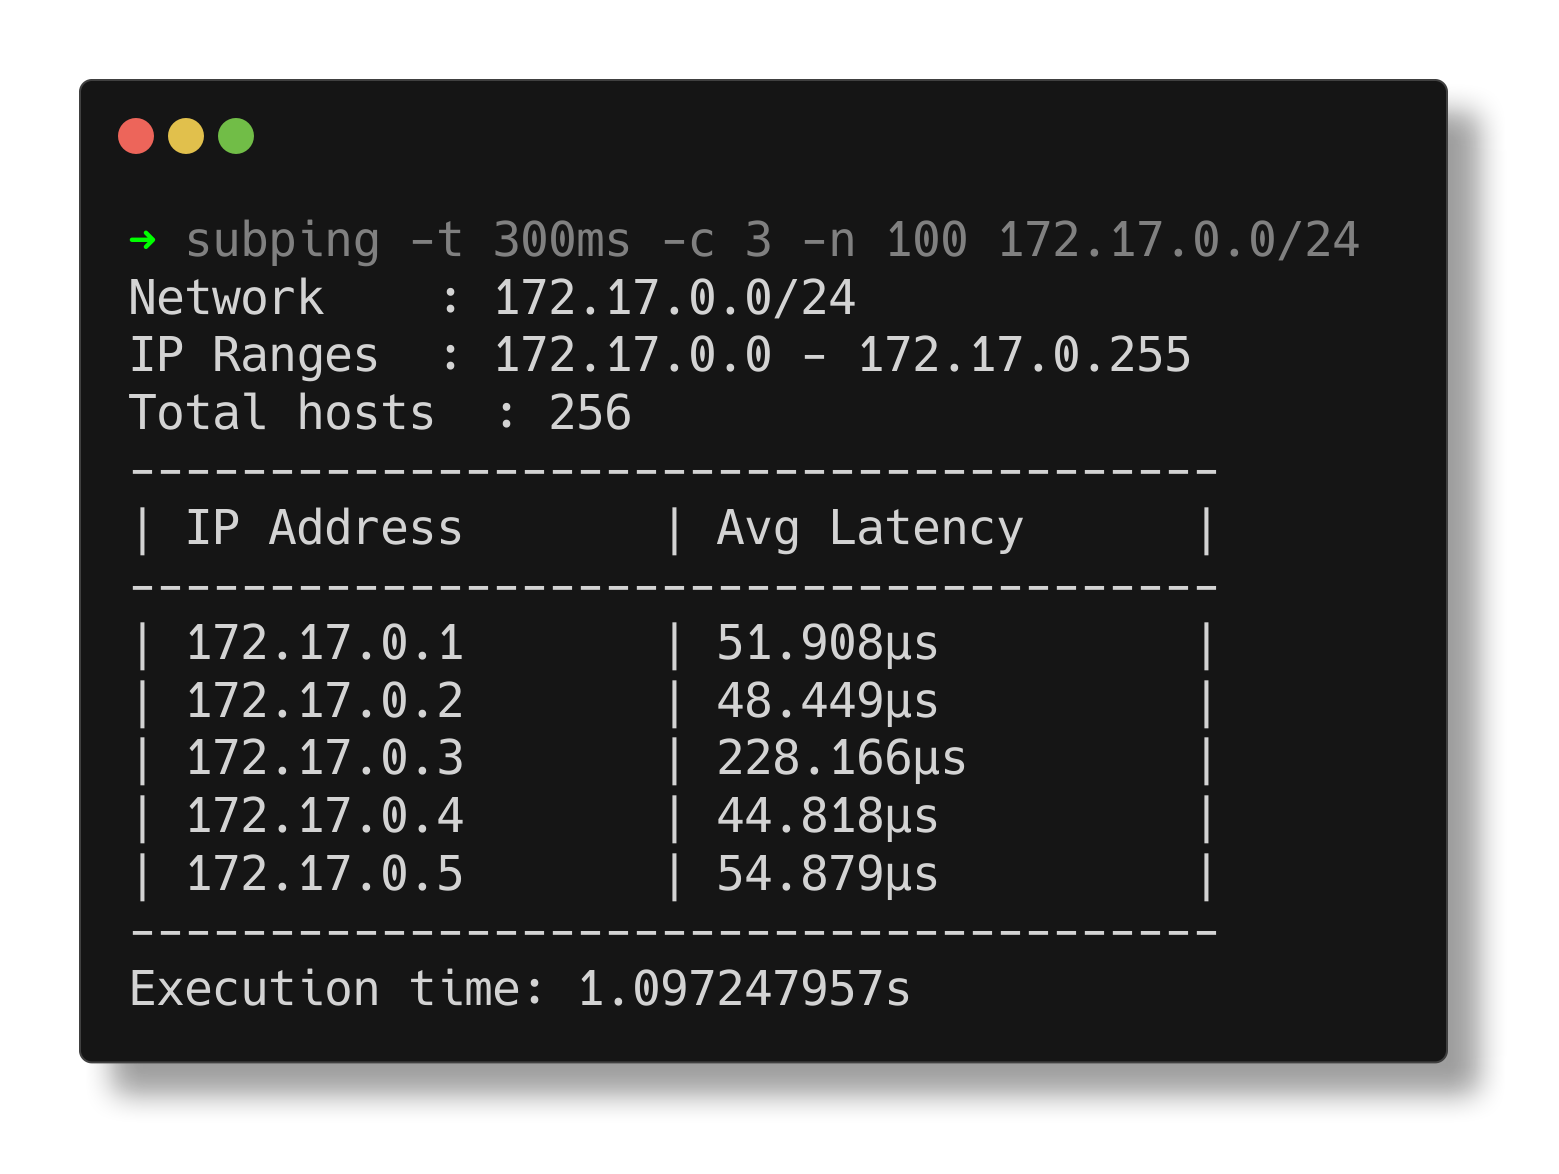 ➜ subping -t 300ms -c 3 -n 100 172.17.0.0/24
Network    : 172.17.0.0/24
IP Ranges  : 172.17.0.0 - 172.17.0.255
Total hosts  : 256
---------------------------------------
| IP Address       | Avg Latency      |
---------------------------------------
| 172.17.0.1       | 51.908µs         |
| 172.17.0.2       | 48.449µs         |
| 172.17.0.3       | 228.166µs        |
| 172.17.0.4       | 44.818µs         |
| 172.17.0.5       | 54.879µs         |
---------------------------------------
Execution time: 1.097247957s